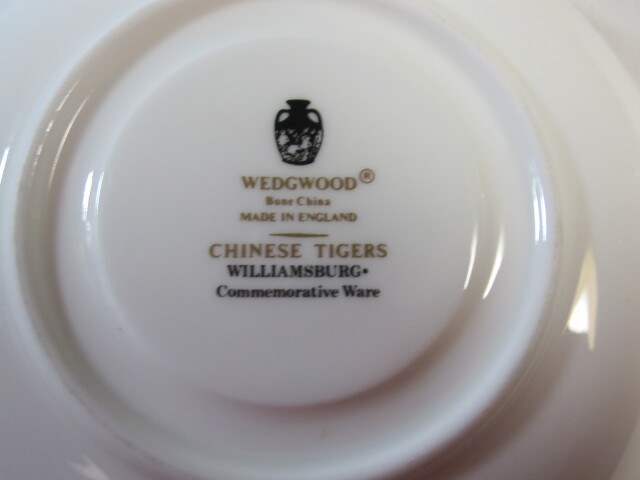 WEDGWOOD®
Bone China
MADE IN ENGLAND
CHINESE TIGERS
WILLIAMSBURG•
Commemorative Ware